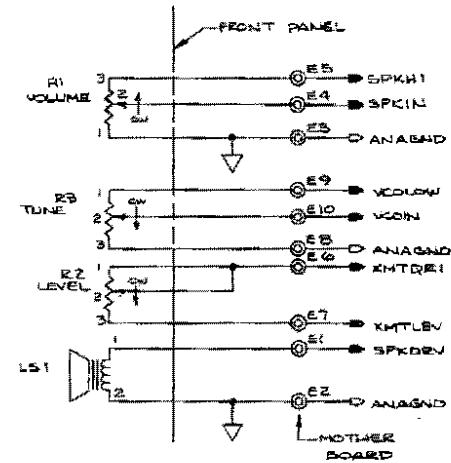 FRONT PANEL
R1
VOLUME
3
2
1
CW
E5
SPKHI
E4
SPKIN
E3
ANAGND
R3
TUNE
1
2
3
CW
E9
VCOLOW
E10
VCOIN
E8
ANAGND
R2
LEVEL
1
2
3
CW
E6
XMTDRI
E7
XMTLEV
LS1
1
2
E1
SPKDRV
E2
ANAGND
MOTHER
BOARD